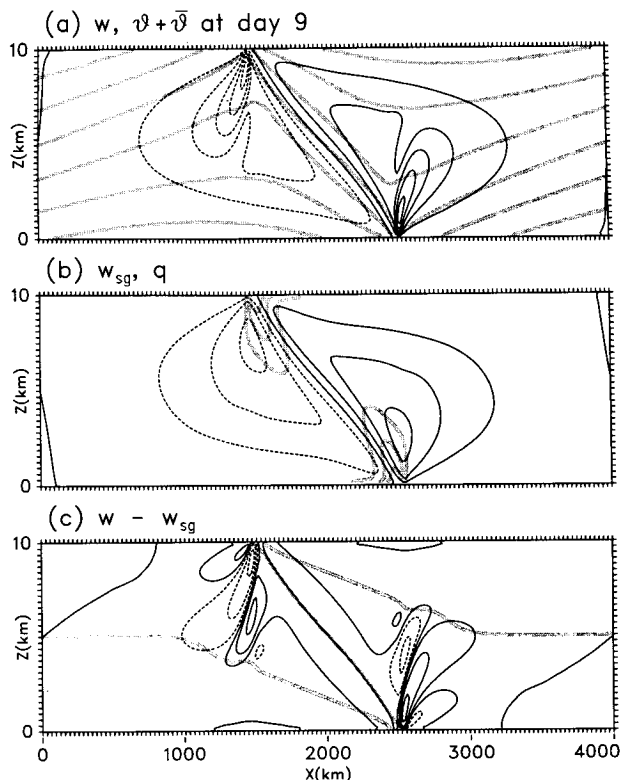 (a) w, ϑ+ϑ̅ at day 9
10
Z(km)
0
(b) w_sg, q
10
Z(km)
0
(c) w − w_sg
10
Z(km)
0
0 1000 2000 3000 4000
X(km)